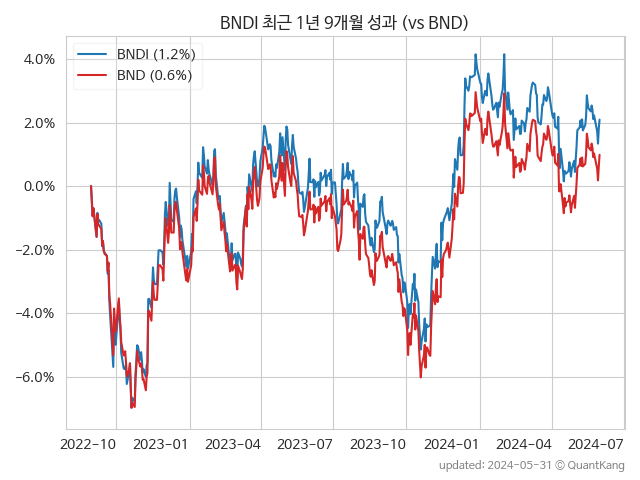 BNDI 최근 1년 9개월 성과 (vs BND)
BNDI (1.2%)
BND (0.6%)
4.0%
2.0%
0.0%
−2.0%
−4.0%
−6.0%
2022-10 2023-01 2023-04 2023-07 2023-10 2024-01 2024-04 2024-07
updated: 2024-05-31 ⓒ QuantKang